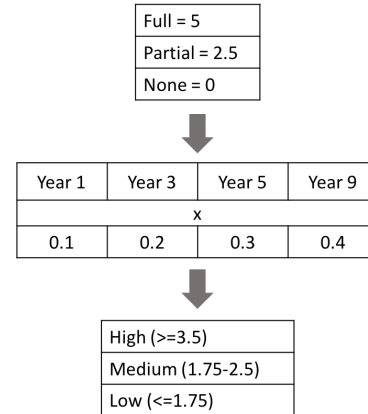 Full = 5
Partial = 2.5
None = 0
Year 1 Year 3 Year 5 Year 9
x
0.1 0.2 0.3 0.4
High (>=3.5)
Medium (1.75-2.5)
Low (<=1.75)